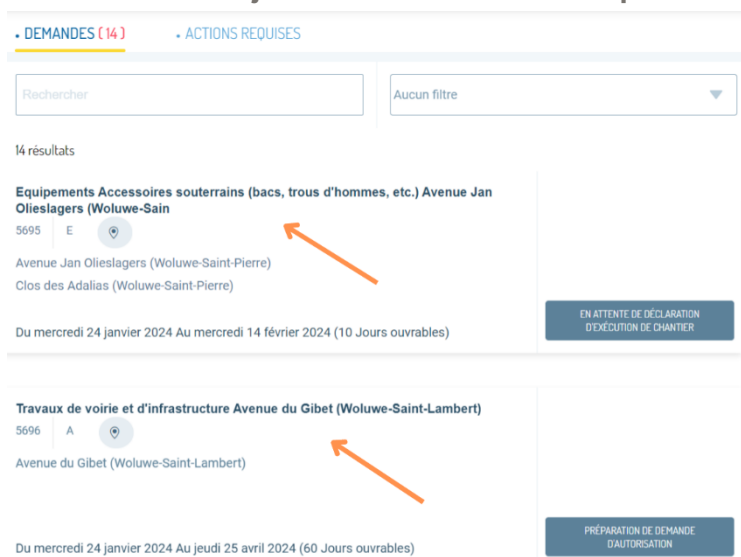 • DEMANDES ( 14 )
• ACTIONS REQUISES
Rechercher
Aucun filtre
14 résultats
Equipements Accessoires souterrains (bacs, trous d'hommes, etc.) Avenue Jan
Olieslagers (Woluwe-Sain
5695 E
Avenue Jan Olieslagers (Woluwe-Saint-Pierre)
Clos des Adalias (Woluwe-Saint-Pierre)
Du mercredi 24 janvier 2024 Au mercredi 14 février 2024 (10 Jours ouvrables)
EN ATTENTE DE DÉCLARATION
D'EXÉCUTION DE CHANTIER
Travaux de voirie et d'infrastructure Avenue du Gibet (Woluwe-Saint-Lambert)
5696 A
Avenue du Gibet (Woluwe-Saint-Lambert)
Du mercredi 24 janvier 2024 Au jeudi 25 avril 2024 (60 Jours ouvrables)
PRÉPARATION DE DEMANDE
D'AUTORISATION